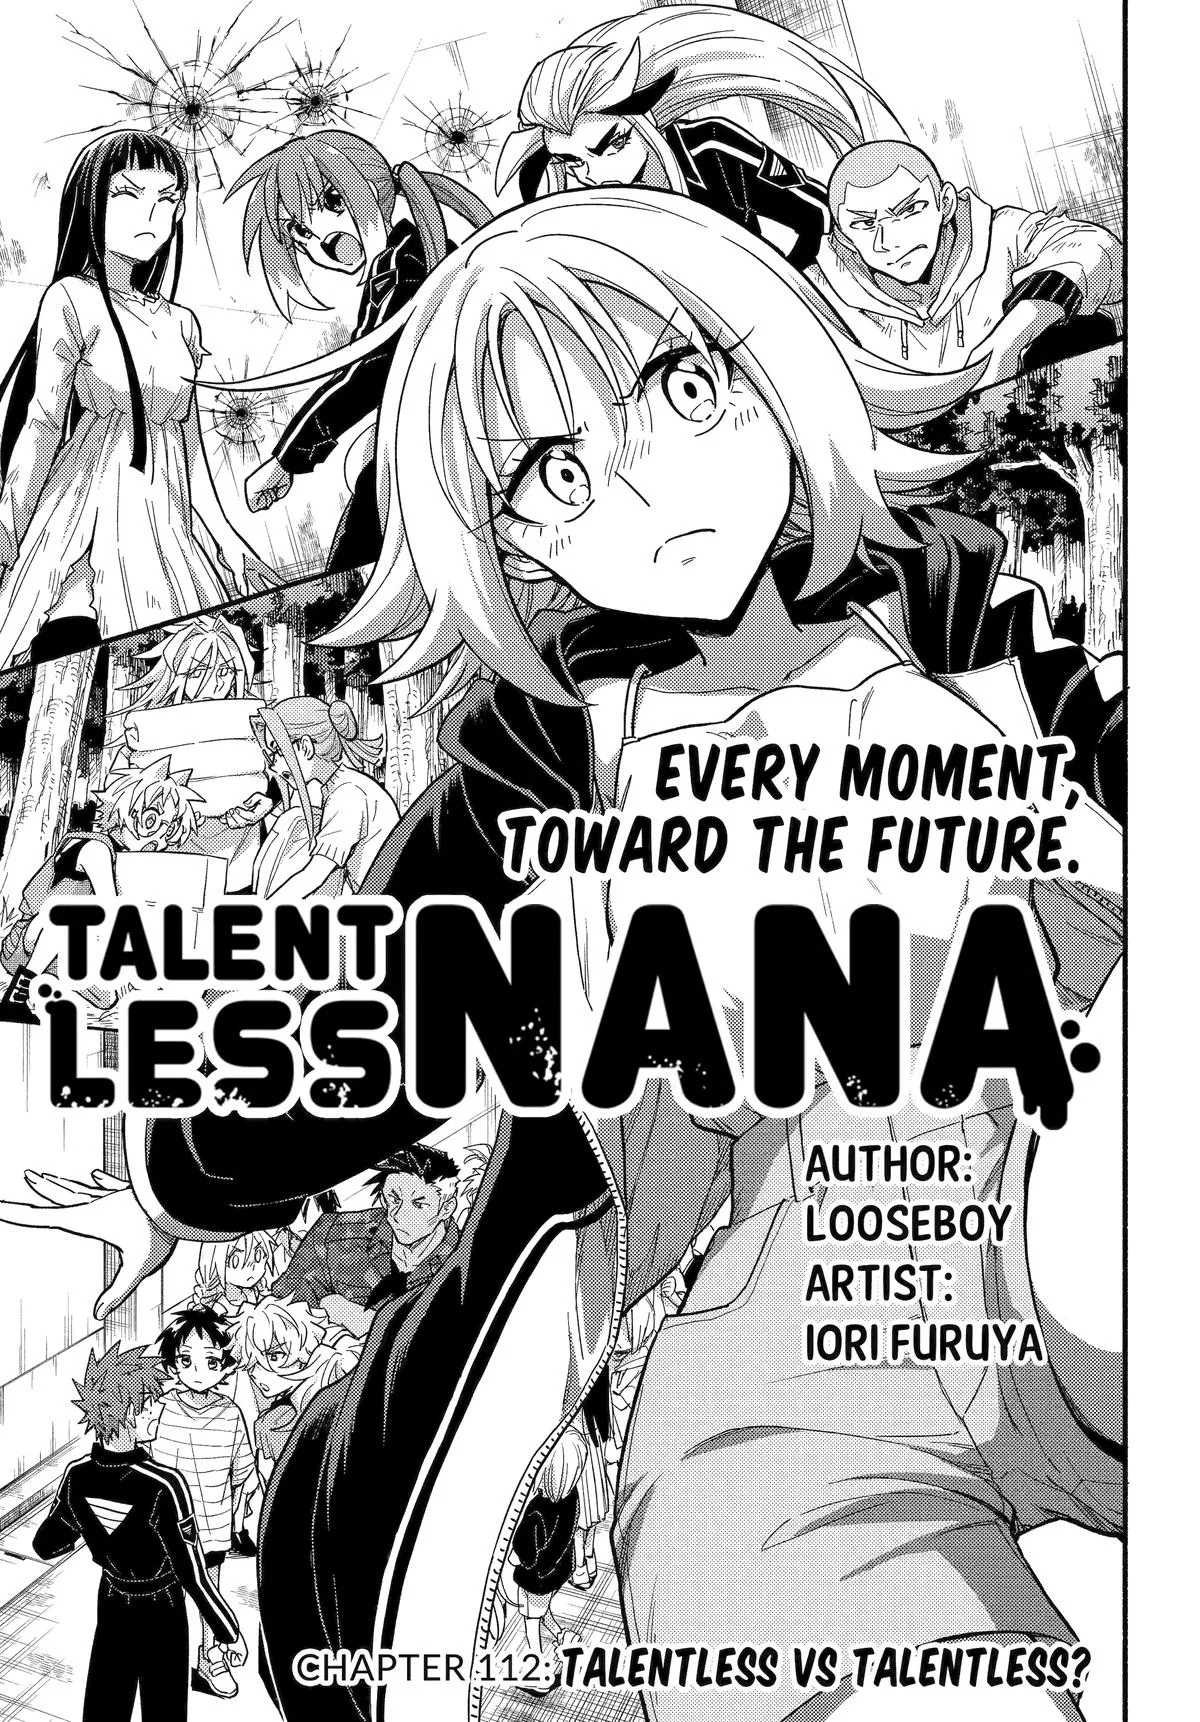 EVERY MOMENT,
TOWARD THE FUTURE.
TALENT
LESS NANA
AUTHOR:
LOOSEBOY
ARTIST:
IORI FURUYA
CHAPTER 112: TALENTLESS VS TALENTLESS?